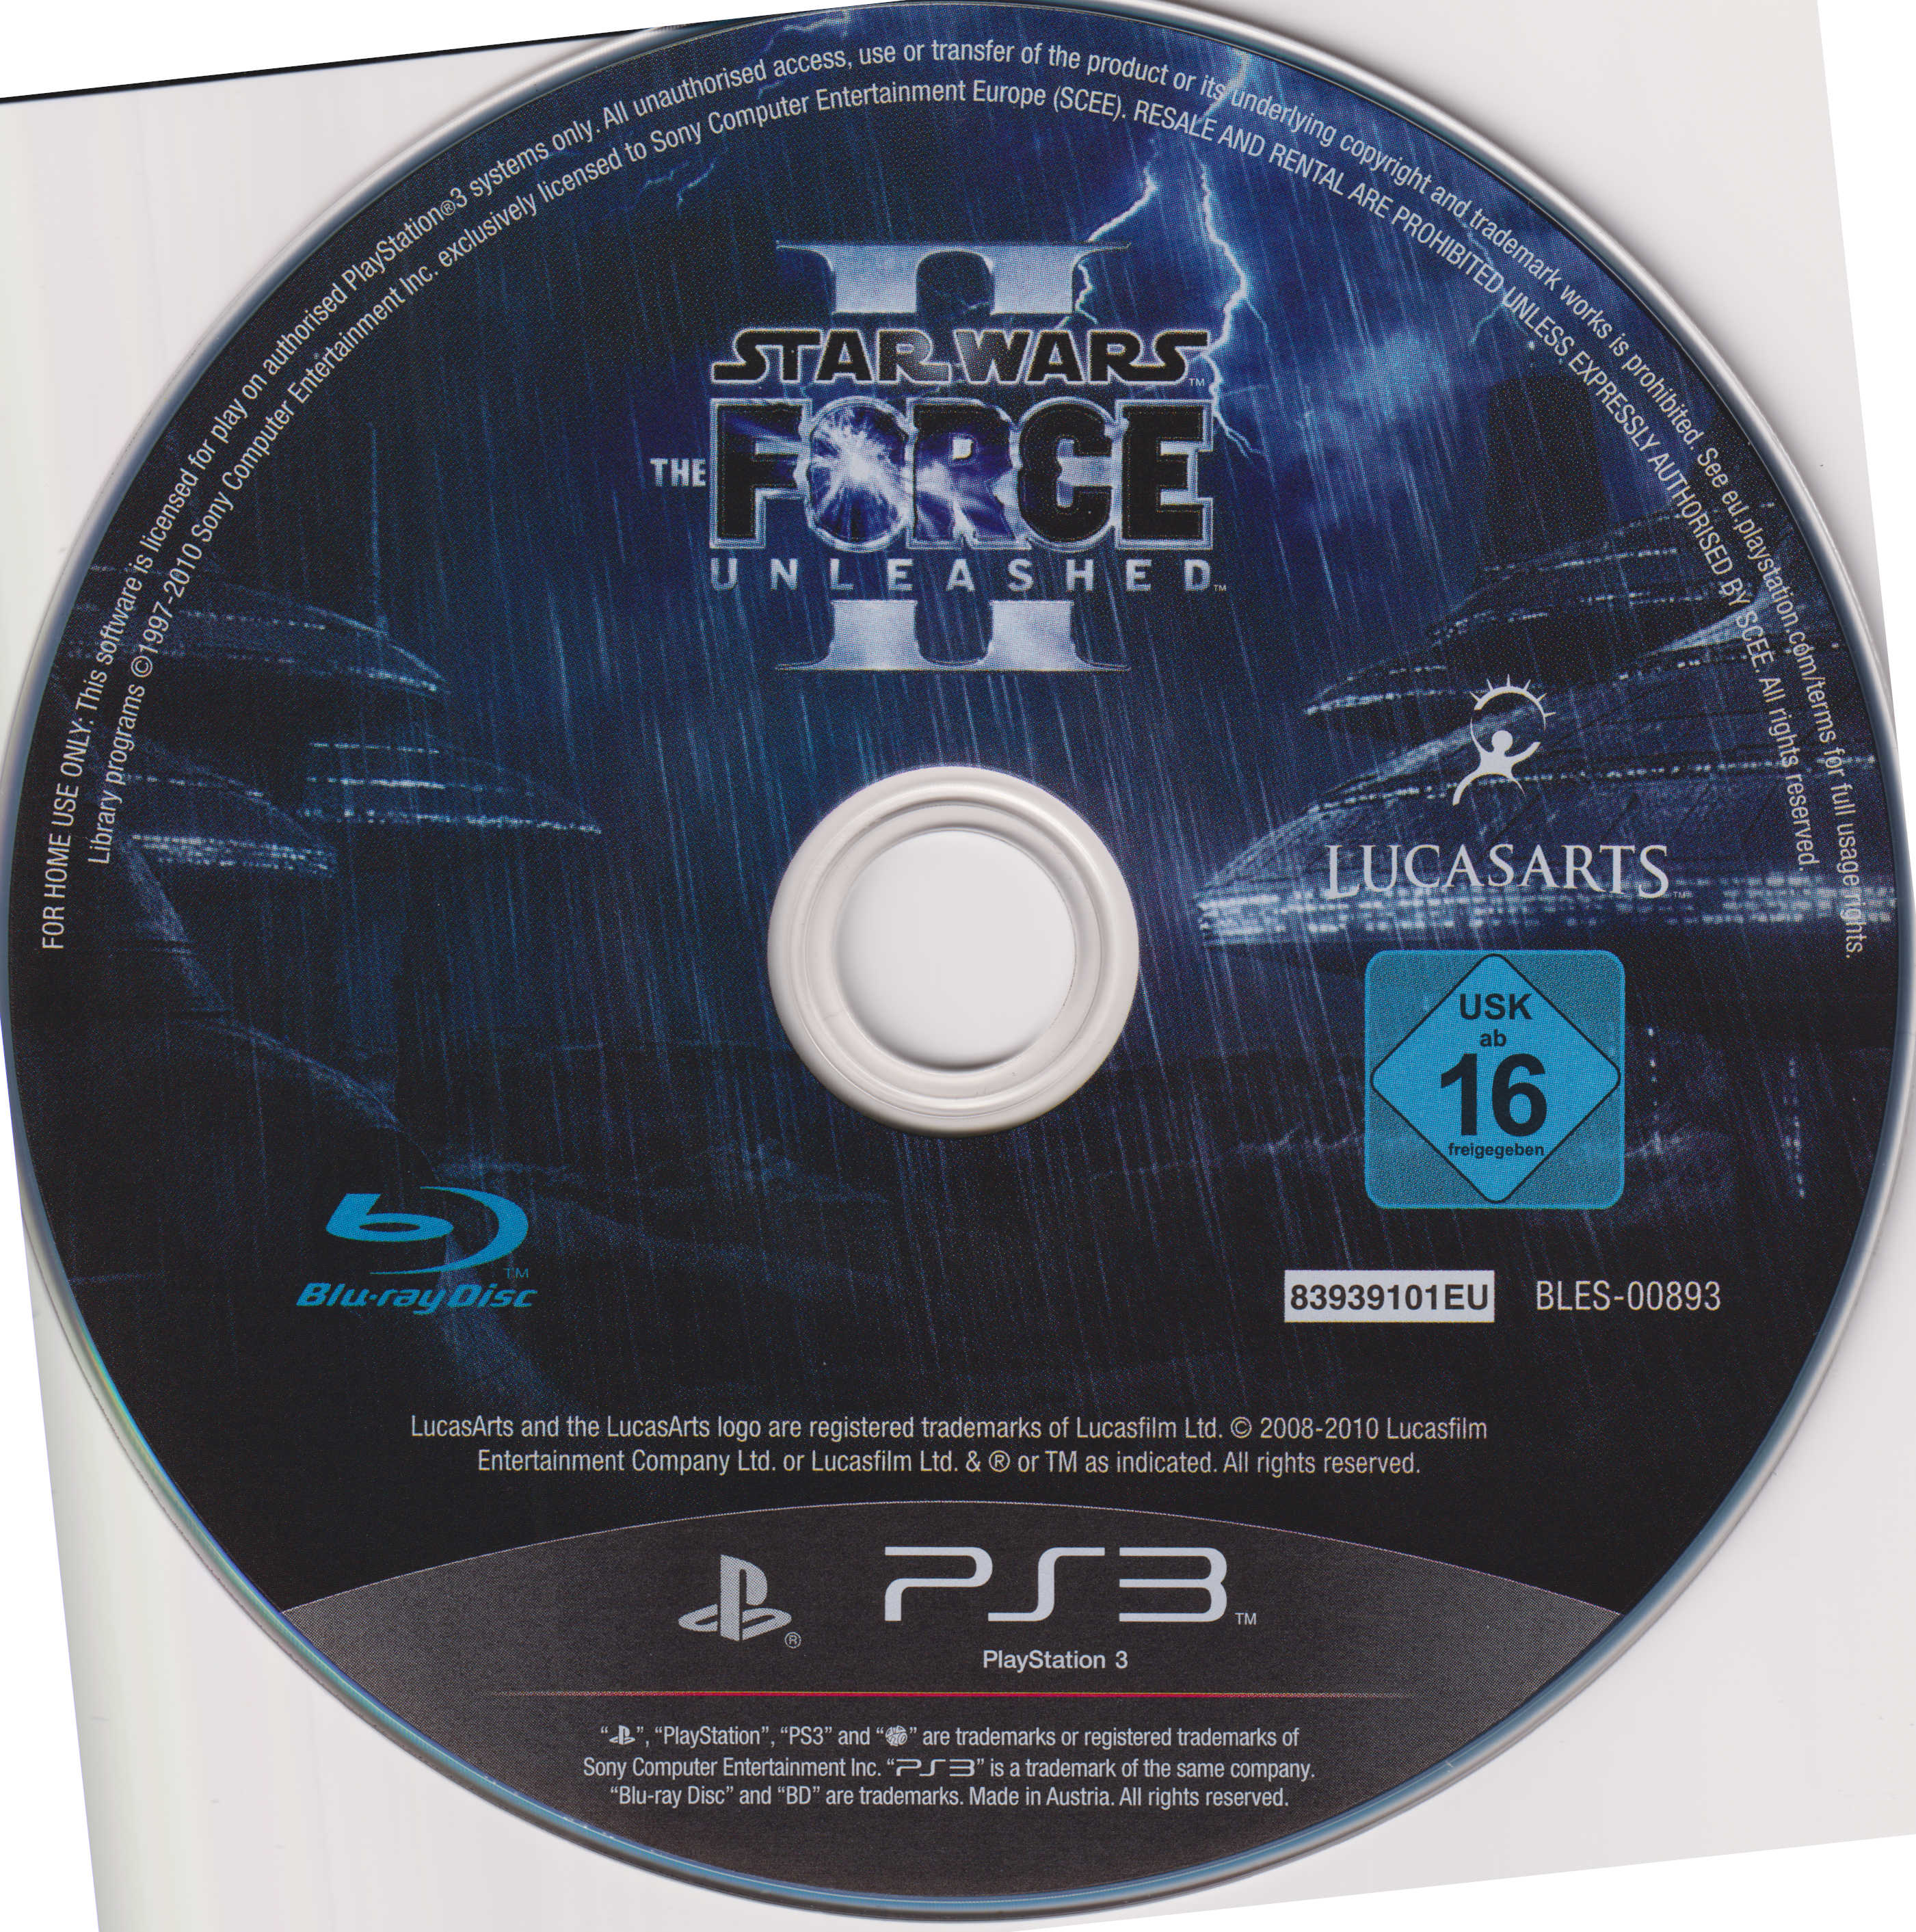 FOR HOME USE ONLY: This software is licensed for play on authorised PlayStation®3 systems only. All unauthorised access, use or transfer of the product or its underlying copyright and trademark works is prohibited. See eu.playstation.com/terms for full usage rights.
Library programs ©1997-2010 Sony Computer Entertainment Inc. exclusively licensed to Sony Computer Entertainment Europe (SCEE). RESALE AND RENTAL ARE PROHIBITED UNLESS EXPRESSLY AUTHORISED BY SCEE. All rights reserved.
II
STAR WARS™
THE FORCE
UNLEASHED™
LUCASARTS™
USK
ab
16
freigegeben
Blu-ray Disc™
83939101EU BLES-00893
LucasArts and the LucasArts logo are registered trademarks of Lucasfilm Ltd. © 2008-2010 Lucasfilm
Entertainment Company Ltd. or Lucasfilm Ltd. & ® or TM as indicated. All rights reserved.
® PS3™
PlayStation 3
“ ”, “PlayStation”, “PS3” and “ ” are trademarks or registered trademarks of
Sony Computer Entertainment Inc. “PS3” is a trademark of the same company.
“Blu-ray Disc” and “BD” are trademarks. Made in Austria. All rights reserved.